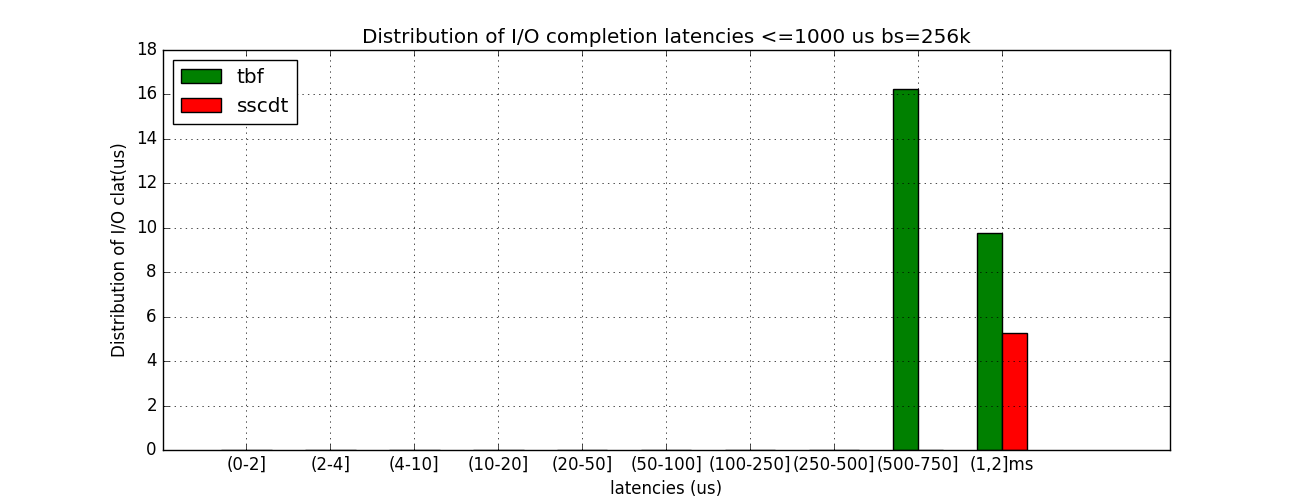 Distribution of I/O completion latencies <=1000 us bs=256k
tbf
sscdt
Distribution of I/O clat(us)
18
16
14
12
10
8
6
4
2
0
(0-2] (2-4] (4-10] (10-20] (20-50] (50-100] (100-250] (250-500] (500-750] (1,2]ms
latencies (us)